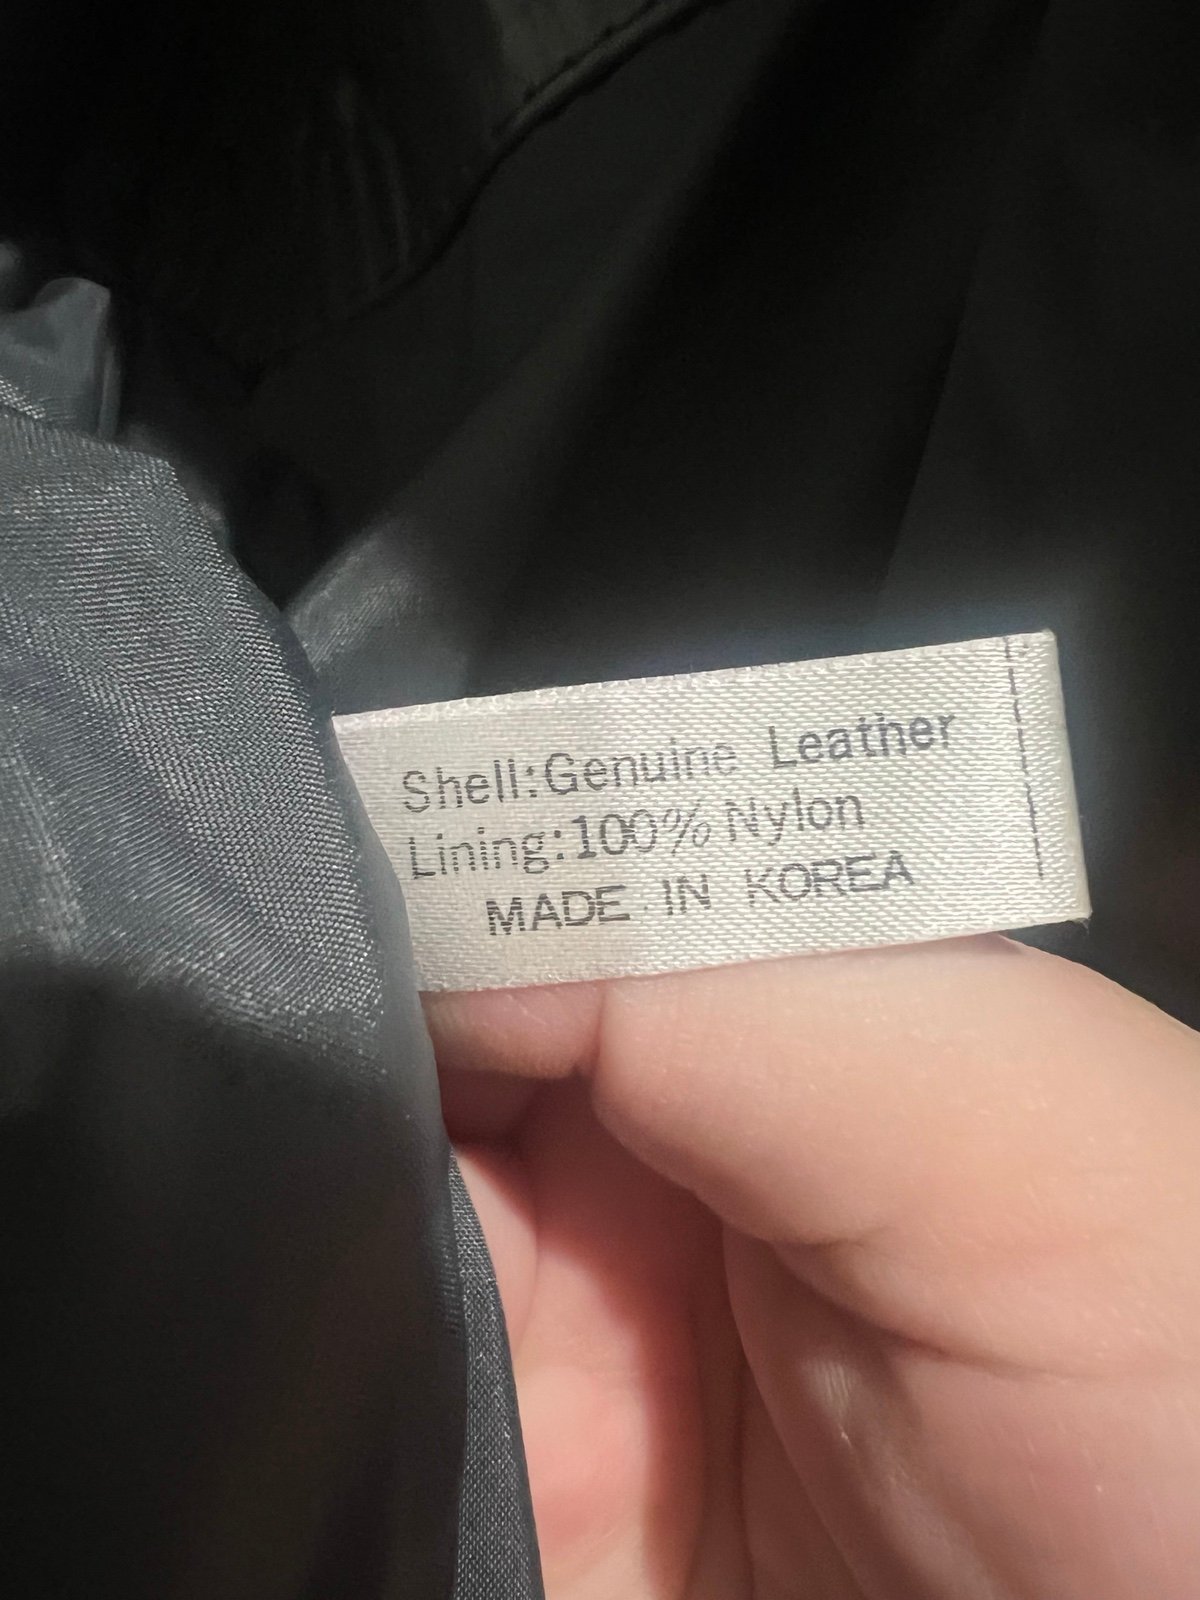 Shell:Genuine Leather
Lining:100% Nylon
MADE IN KOREA